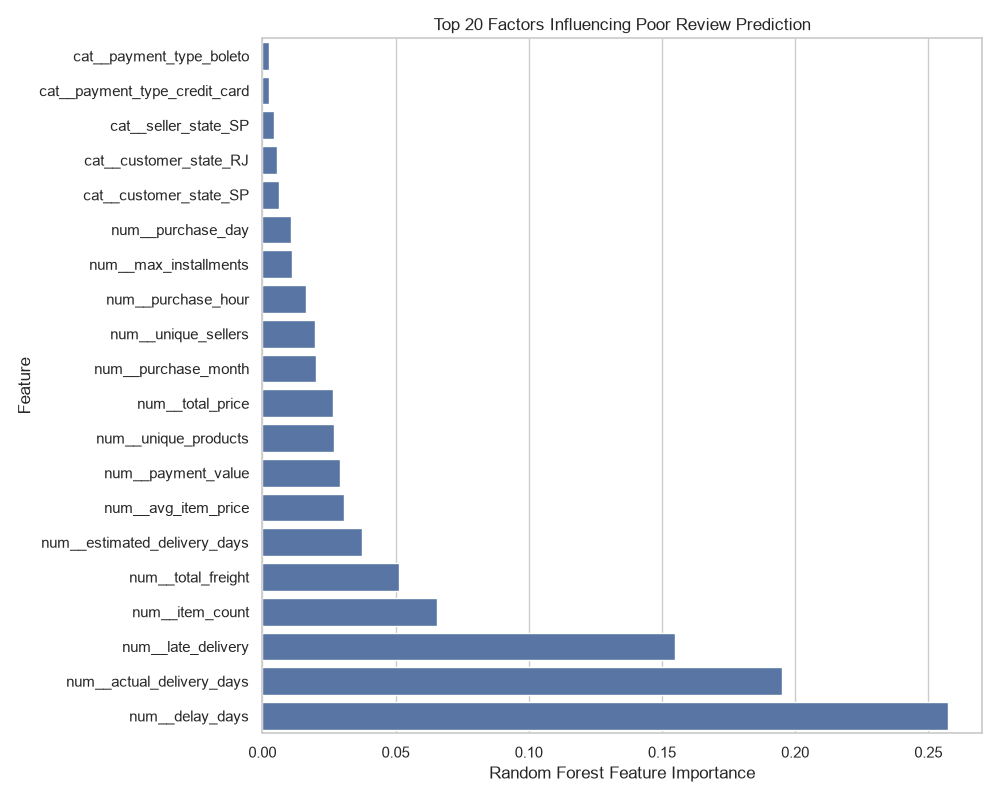 Top 20 Factors Influencing Poor Review Prediction
cat__payment_type_boleto
cat__payment_type_credit_card
cat__seller_state_SP
cat__customer_state_RJ
cat__customer_state_SP
num__purchase_day
num__max_installments
num__purchase_hour
num__unique_sellers
num__purchase_month
num__total_price
num__unique_products
num__payment_value
num__avg_item_price
num__estimated_delivery_days
num__total_freight
num__item_count
num__late_delivery
num__actual_delivery_days
num__delay_days
Feature
0.00 0.05 0.10 0.15 0.20 0.25
Random Forest Feature Importance